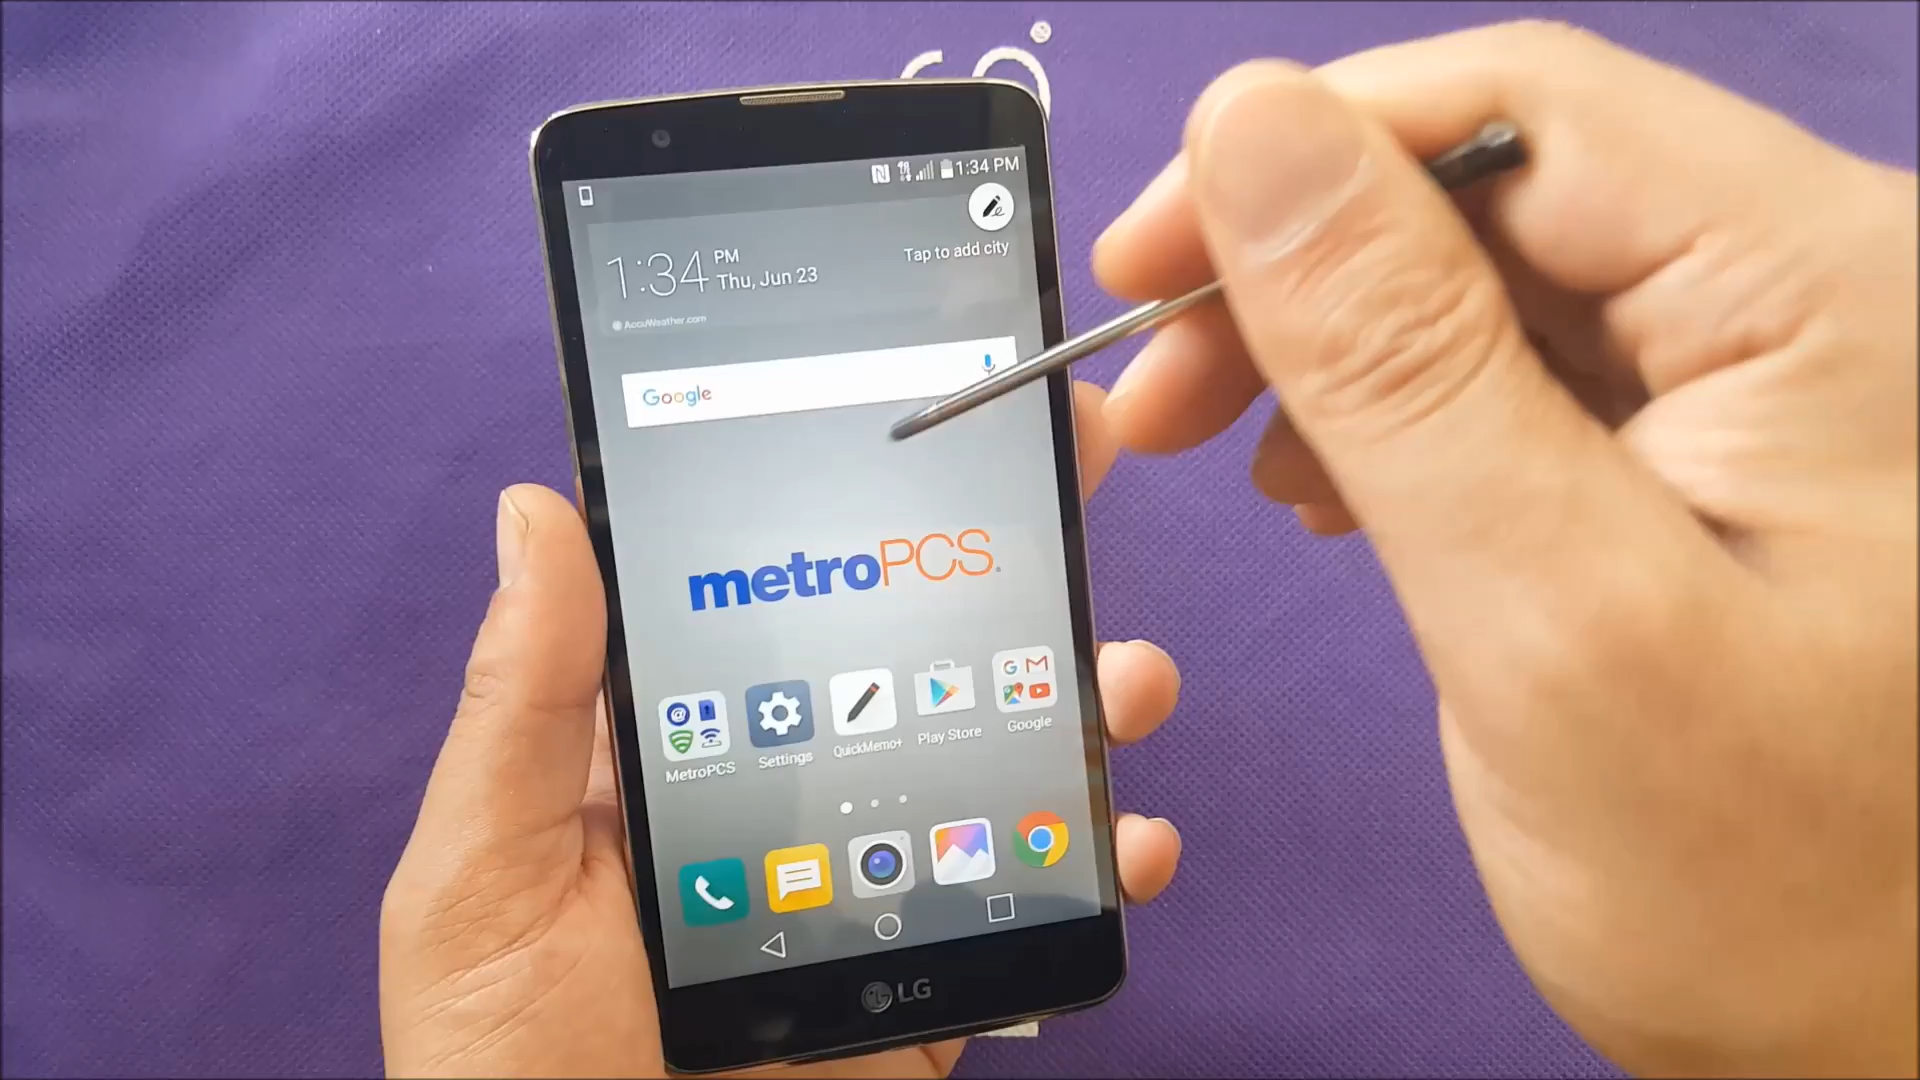 1:34 PM
1:34 PM
Thu, Jun 23
Tap to add city
AccuWeather.com
Google
metroPCS.
MetroPCS
Settings
QuickMemo+
Play Store
Google
LG